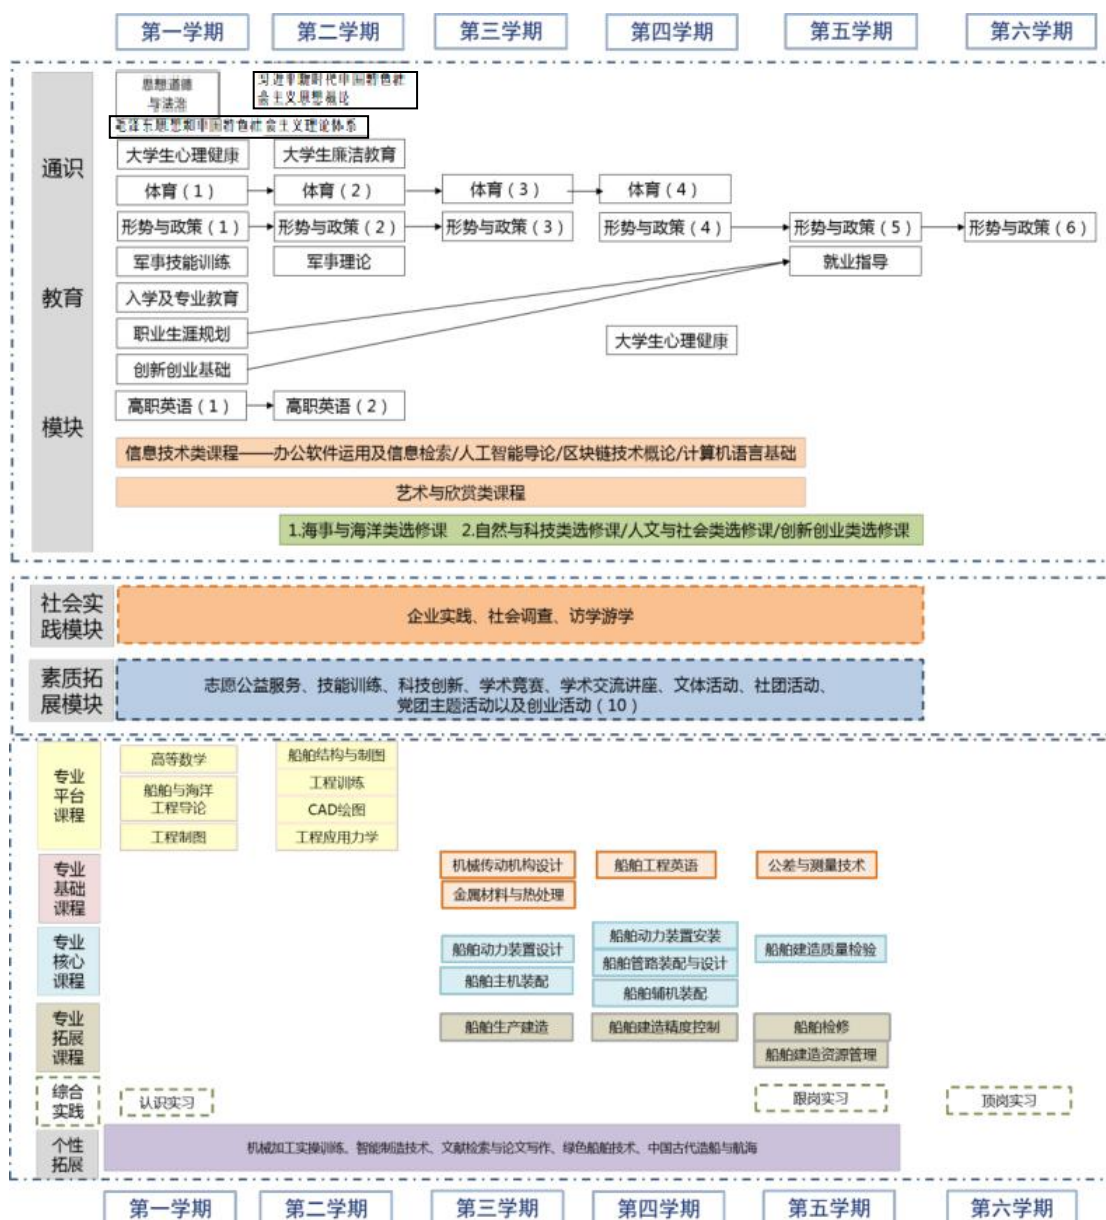 第一学期 第二学期 第三学期 第四学期 第五学期 第六学期
通识
教育
模块
思想道德
与法治
习近平新时代中国特色社
会主义思想概论
毛泽东思想和中国特色社会主义理论体系
大学生心理健康 大学生廉洁教育
体育（1） 体育（2） 体育（3） 体育（4）
形势与政策（1） 形势与政策（2） 形势与政策（3） 形势与政策（4） 形势与政策（5） 形势与政策（6）
军事技能训练 军事理论 就业指导
入学及专业教育
职业生涯规划
大学生心理健康
创新创业基础
高职英语（1） 高职英语（2）
信息技术类课程——办公软件运用及信息检索/人工智能导论/区块链技术概论/计算机语言基础
艺术与欣赏类课程
1.海事与海洋类选修课 2.自然与科技类选修课/人文与社会类选修课/创新创业类选修课
社会实
践模块
企业实践、社会调查、访学游学
素质拓
展模块
志愿公益服务、技能训练、科技创新、学术竞赛、学术交流讲座、文体活动、社团活动、
党团主题活动以及创业活动（10）
专业
平台
课程
高等数学
船舶与海洋
工程导论
工程制图
船舶结构与制图
工程训练
CAD绘图
工程应用力学
专业
基础
课程
机械传动机构设计 船舶工程英语 公差与测量技术
金属材料与热处理
专业
核心
课程
船舶动力装置设计
船舶主机装配
船舶动力装置安装
船舶管路装配与设计
船舶辅机装配
船舶建造质量检验
专业
拓展
课程
船舶生产建造 船舶建造精度控制 船舶检修
船舶建造资源管理
综合
实践
认识实习 跟岗实习 顶岗实习
个性
拓展
机械加工实操训练、智能制造技术、文献检索与论文写作、绿色船舶技术、中国古代造船与航海
第一学期 第二学期 第三学期 第四学期 第五学期 第六学期